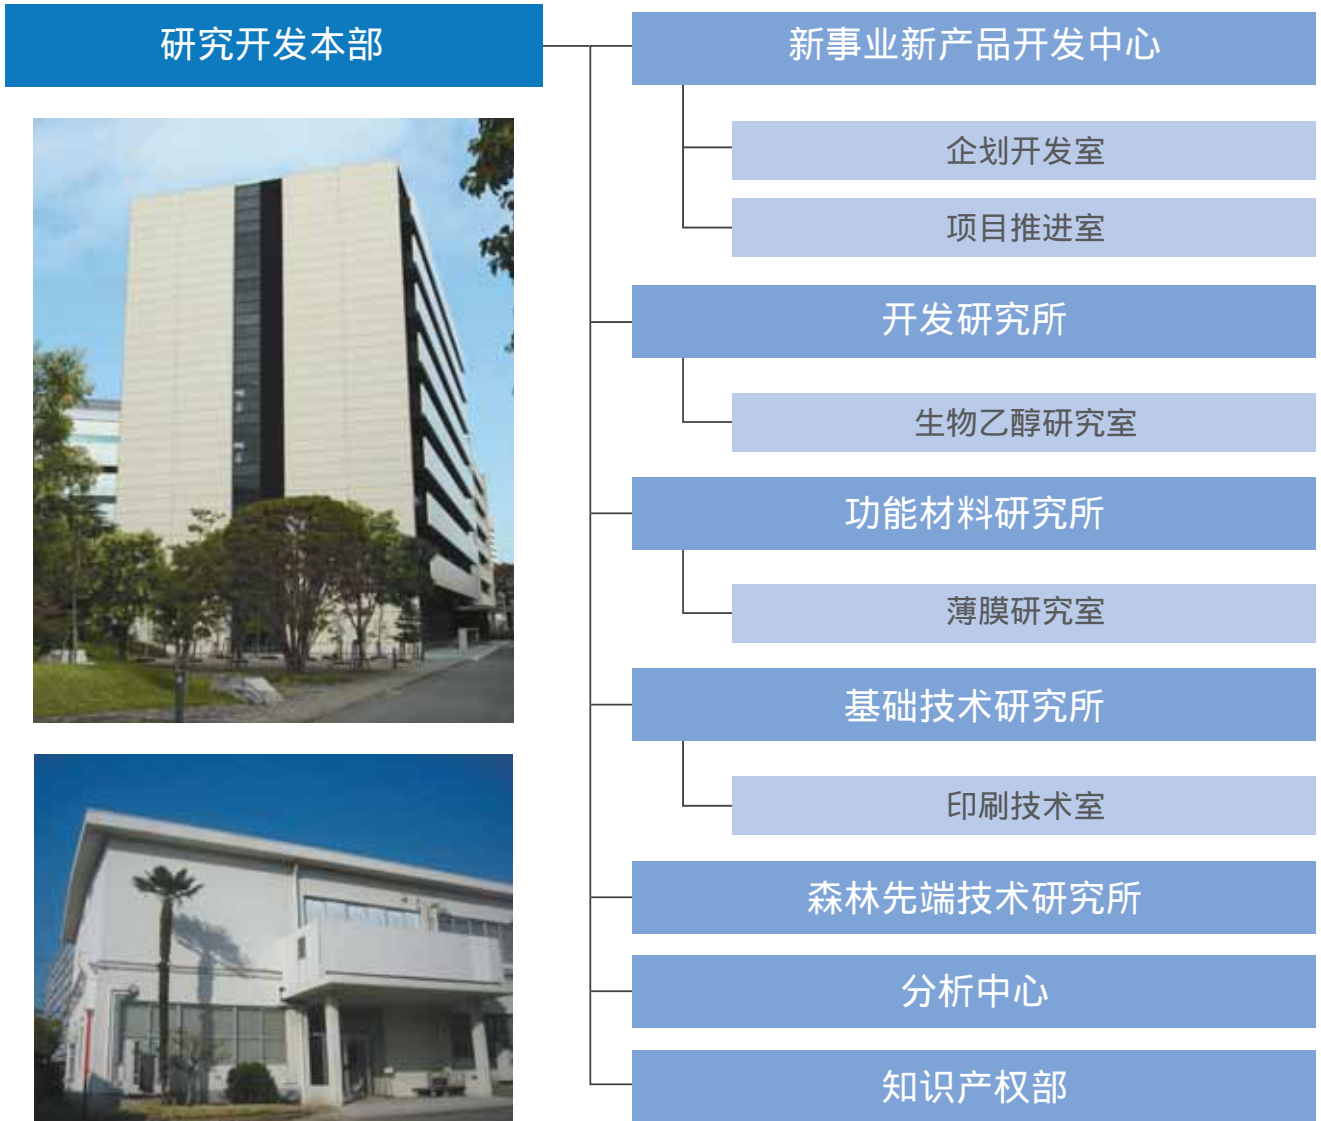 研究开发本部
新事业新产品开发中心
企划开发室
项目推进室
开发研究所
生物乙醇研究室
功能材料研究所
薄膜研究室
基础技术研究所
印刷技术室
森林先端技术研究所
分析中心
知识产权部